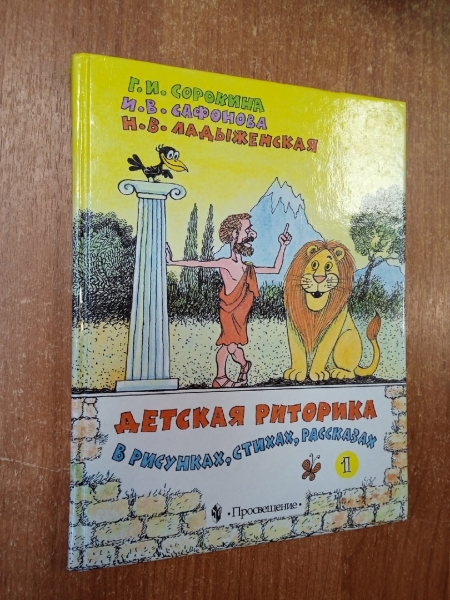 Г. И. СОРОКИНА
И. В. САФОНОВА
Н. В. ЛАДЫЖЕНСКАЯ
ДЕТСКАЯ РИТОРИКА
В РИСУНКАХ, СТИХАХ, РАССКАЗАХ
1
• Просвещение •